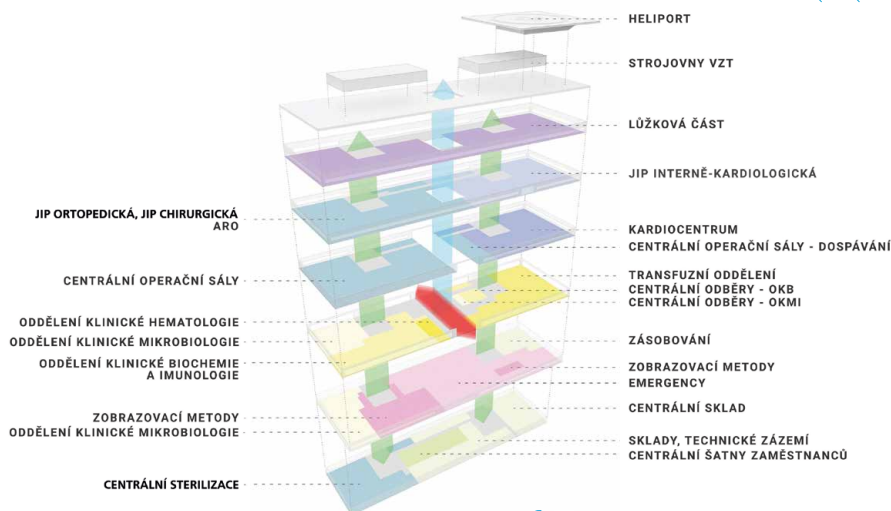 HELIPORT
STROJOVNY VZT
LŮŽKOVÁ ČÁST
JIP INTERNĚ-KARDIOLOGICKÁ
JIP ORTOPEDICKÁ, JIP CHIRURGICKÁ
ARO
KARDIOCENTRUM
CENTRÁLNÍ OPERAČNÍ SÁLY - DOSPÁVÁNÍ
CENTRÁLNÍ OPERAČNÍ SÁLY
TRANSFUZNÍ ODDĚLENÍ
CENTRÁLNÍ ODBĚRY - OKB
CENTRÁLNÍ ODBĚRY - OKMI
ODDĚLENÍ KLINICKÉ HEMATOLOGIE
ODDĚLENÍ KLINICKÉ MIKROBIOLOGIE
ODDĚLENÍ KLINICKÉ BIOCHEMIE
A IMUNOLOGIE
ZÁSOBOVÁNÍ
ZOBRAZOVACÍ METODY
EMERGENCY
ZOBRAZOVACÍ METODY
ODDĚLENÍ KLINICKÉ MIKROBIOLOGIE
CENTRÁLNÍ SKLAD
SKLADY, TECHNICKÉ ZÁZEMÍ
CENTRÁLNÍ ŠATNY ZAMĚSTNANCŮ
CENTRÁLNÍ STERILIZACE